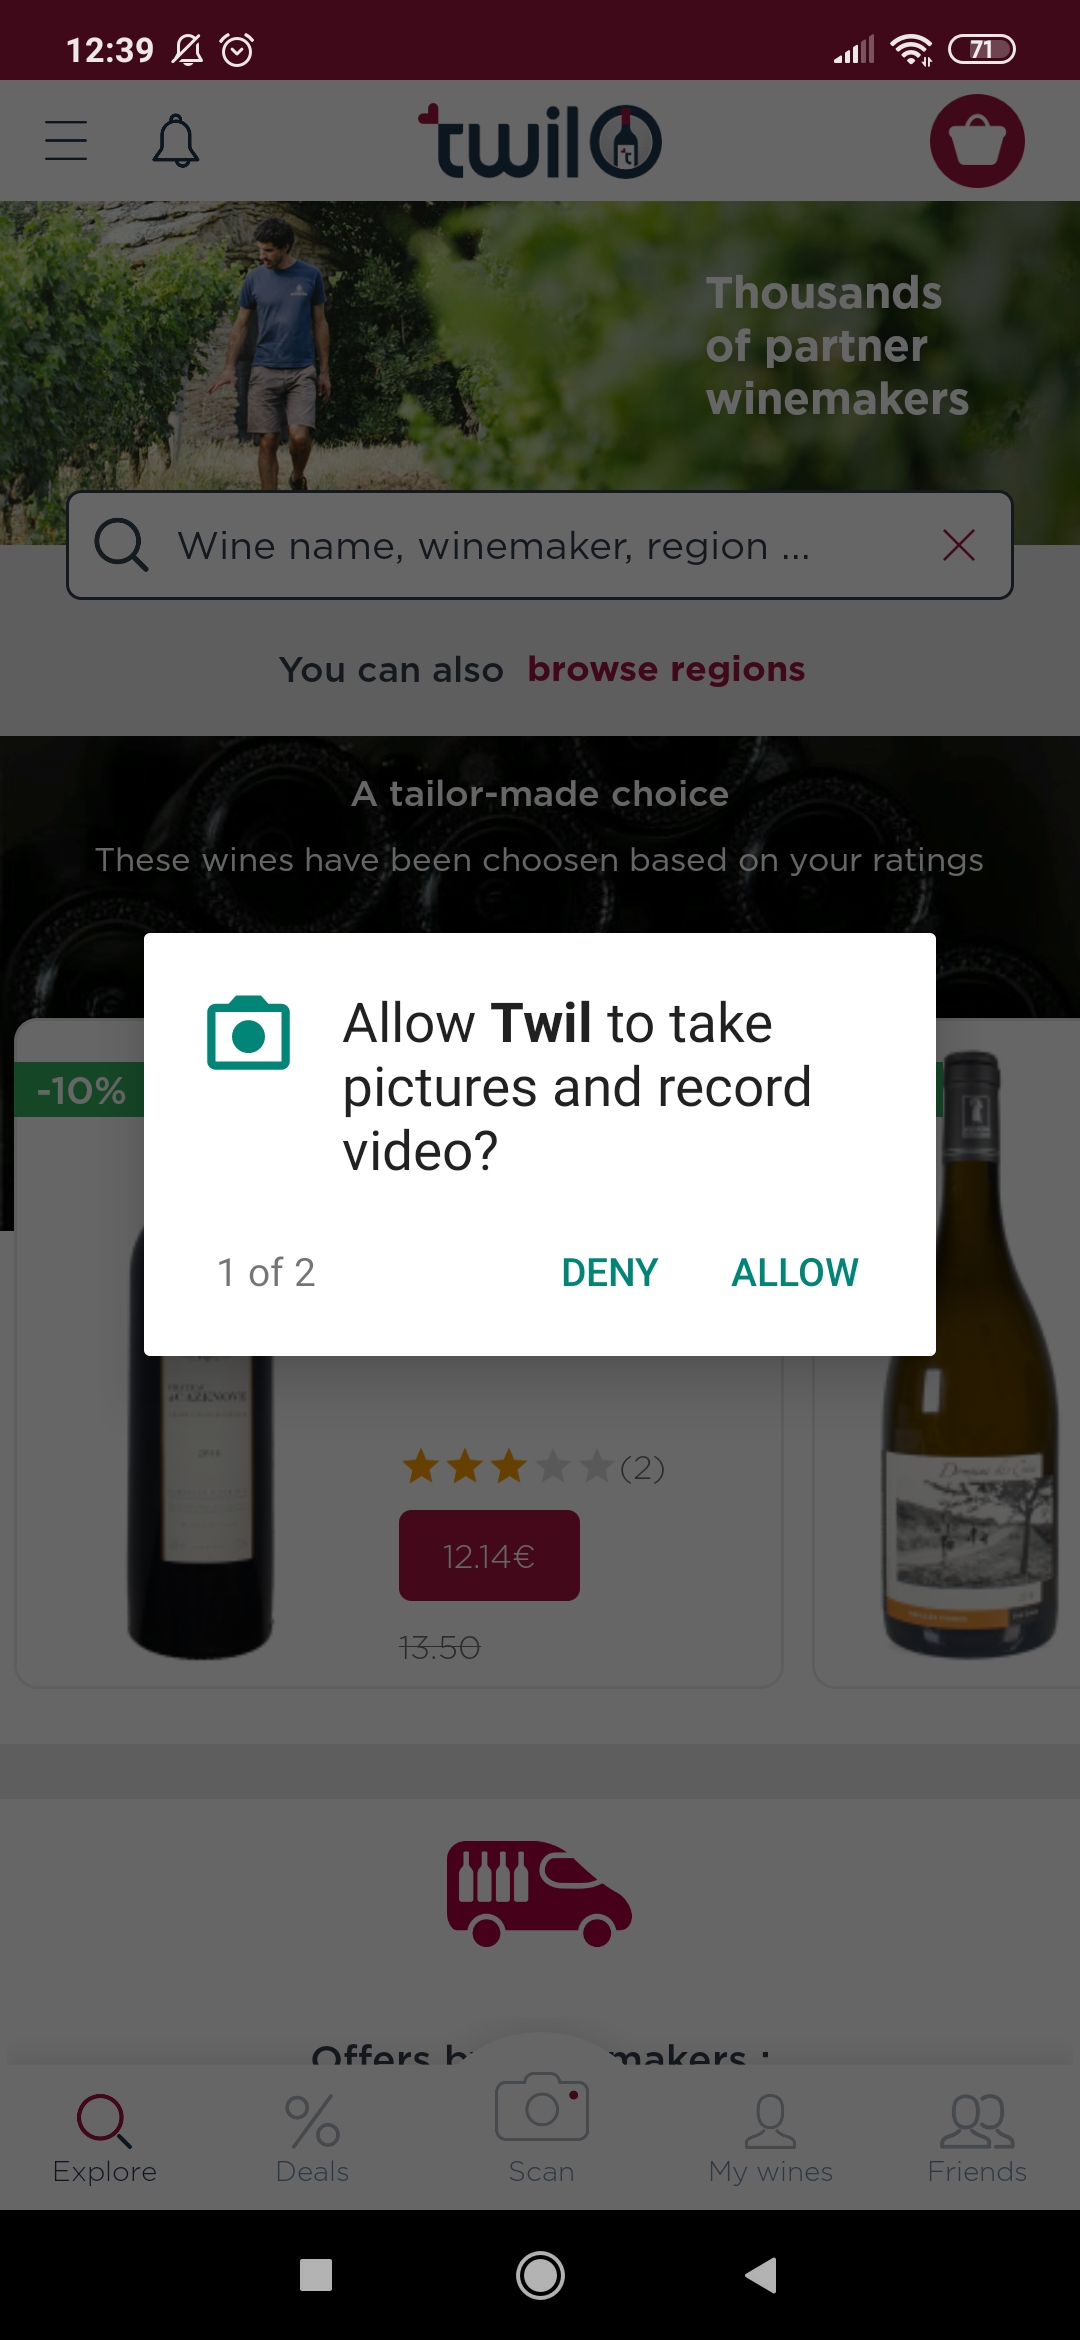 12:39
71
twil
Thousands
of partner
winemakers
Wine name, winemaker, region ...
You can also browse regions
A tailor-made choice
These wines have been choosen based on your ratings
-10%
Allow Twil to take
pictures and record
video?
1 of 2
DENY
ALLOW
(2)
12.14€
13.50
Offers b
makers :
Explore
Deals
Scan
My wines
Friends